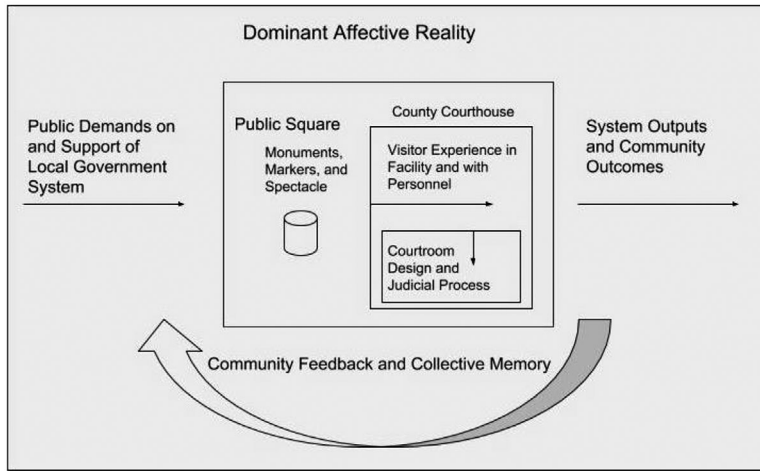 Dominant Affective Reality
Public Demands on
and Support of
Local Government
System
Public Square
Monuments,
Markers, and
Spectacle
County Courthouse
Visitor Experience in
Facility and with
Personnel
Courtroom
Design and
Judicial Process
System Outputs
and Community
Outcomes
Community Feedback and Collective Memory